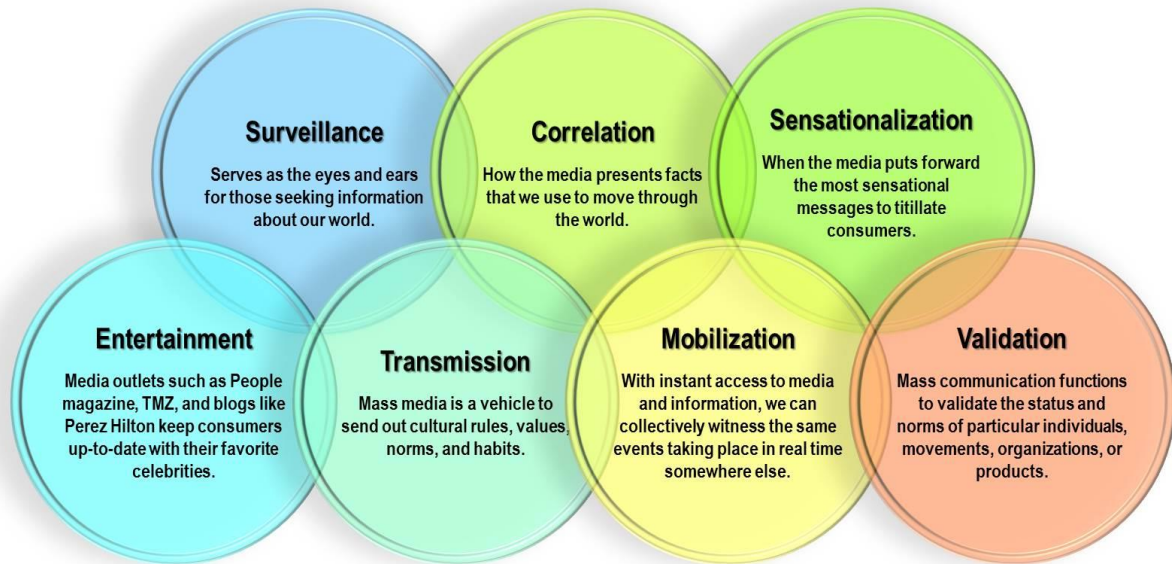 Surveillance
Serves as the eyes and ears
for those seeking information
about our world.
Correlation
How the media presents facts
that we use to move through
the world.
Sensationalization
When the media puts forward
the most sensational
messages to titillate
consumers.
Entertainment
Media outlets such as People
magazine, TMZ, and blogs like
Perez Hilton keep consumers
up-to-date with their favorite
celebrities.
Transmission
Mass media is a vehicle to
send out cultural rules, values,
norms, and habits.
Mobilization
With instant access to media
and information, we can
collectively witness the same
events taking place in real time
somewhere else.
Validation
Mass communication functions
to validate the status and
norms of particular individuals,
movements, organizations, or
products.